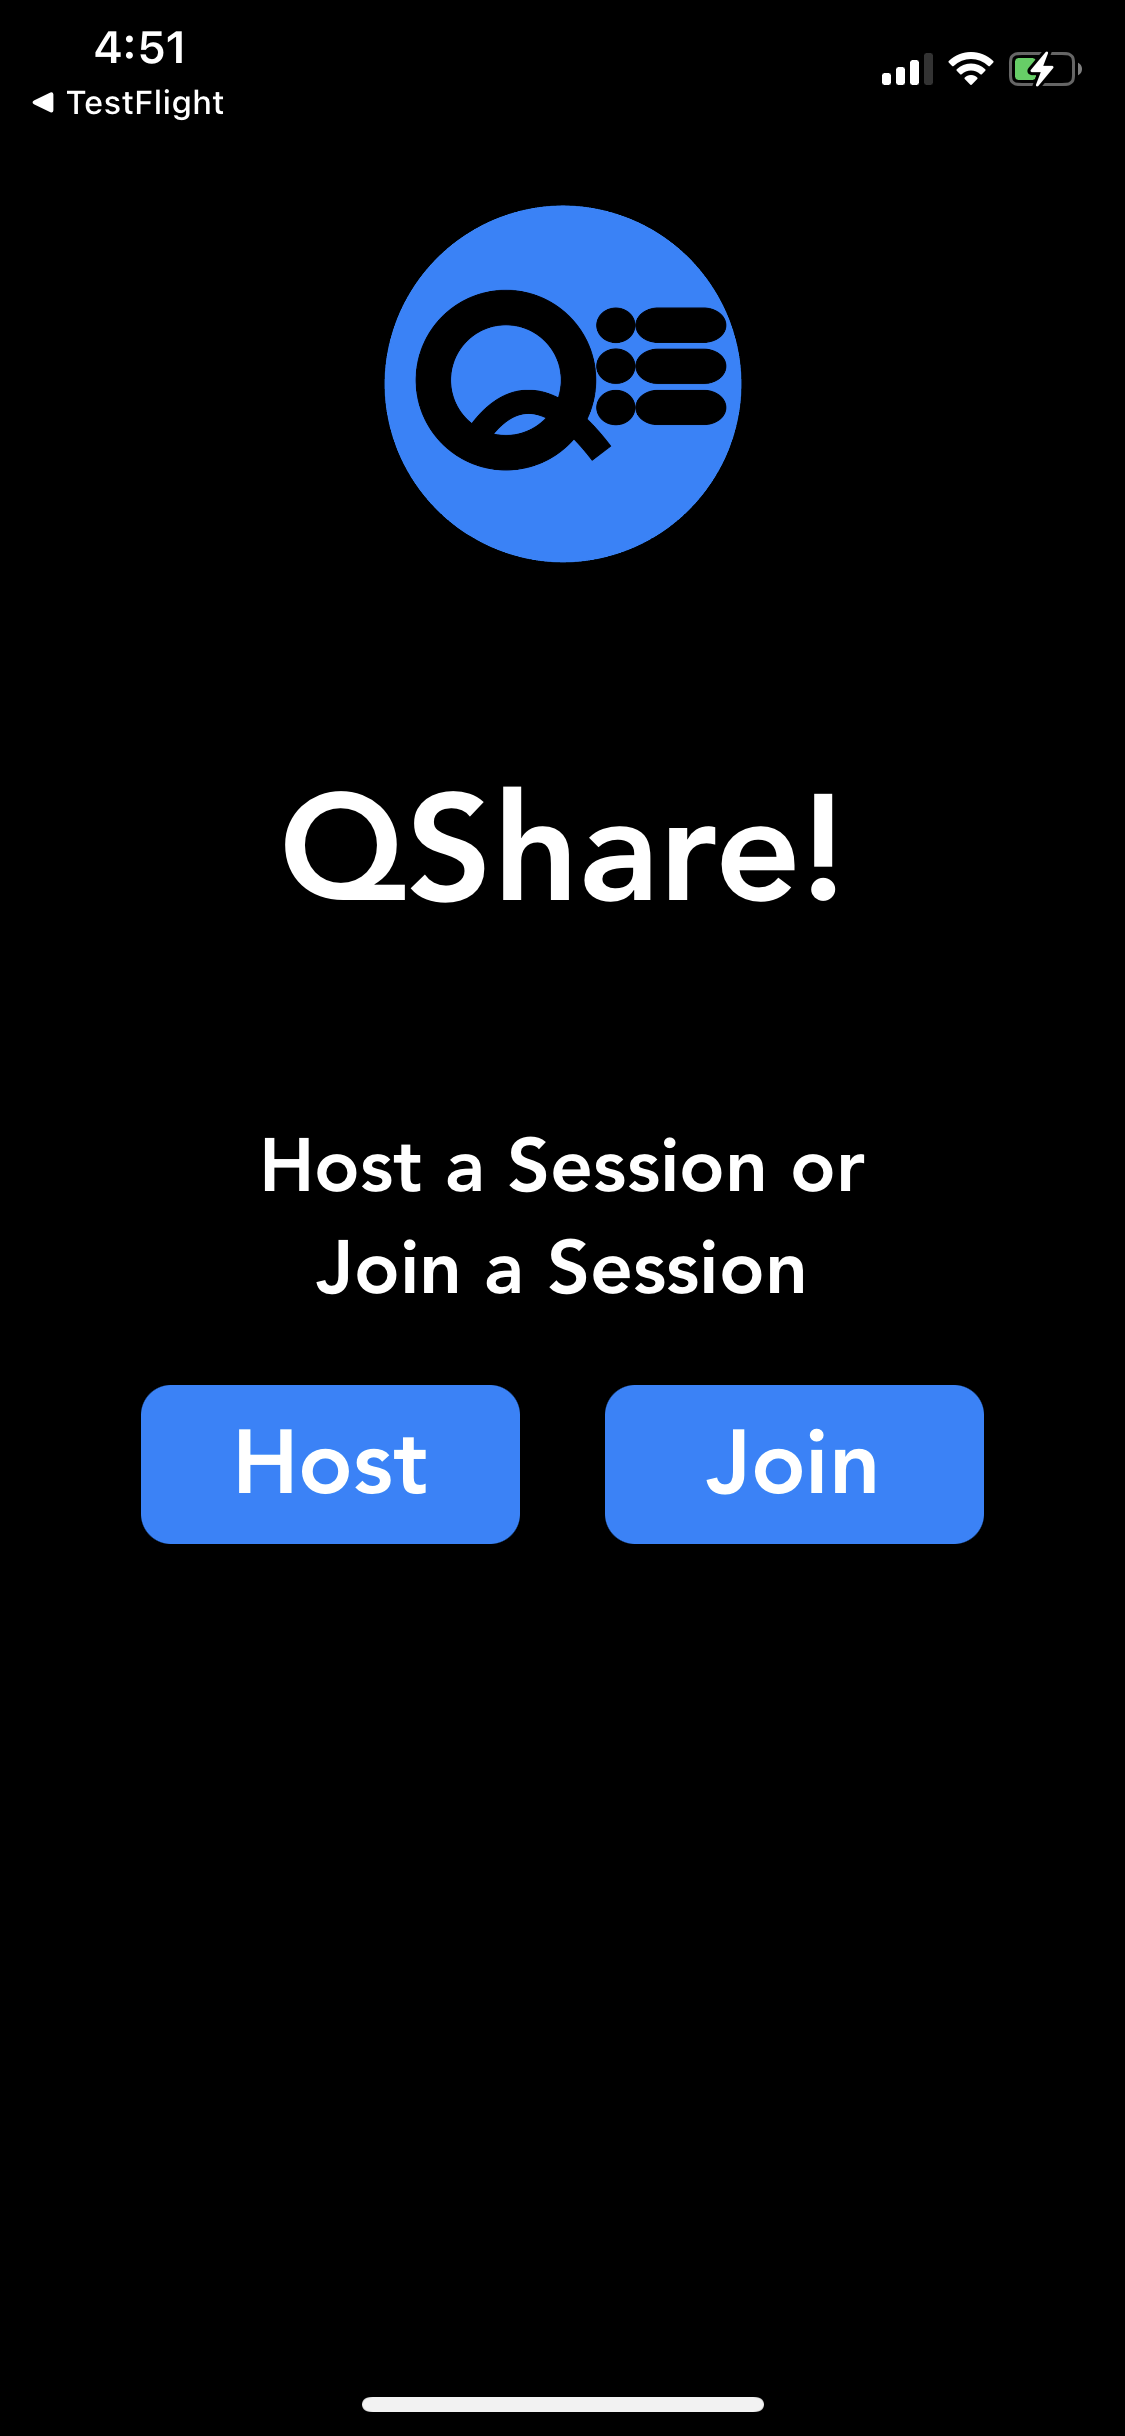 4:51
TestFlight
Q
QShare!
Host a Session or
Join a Session
Host
Join